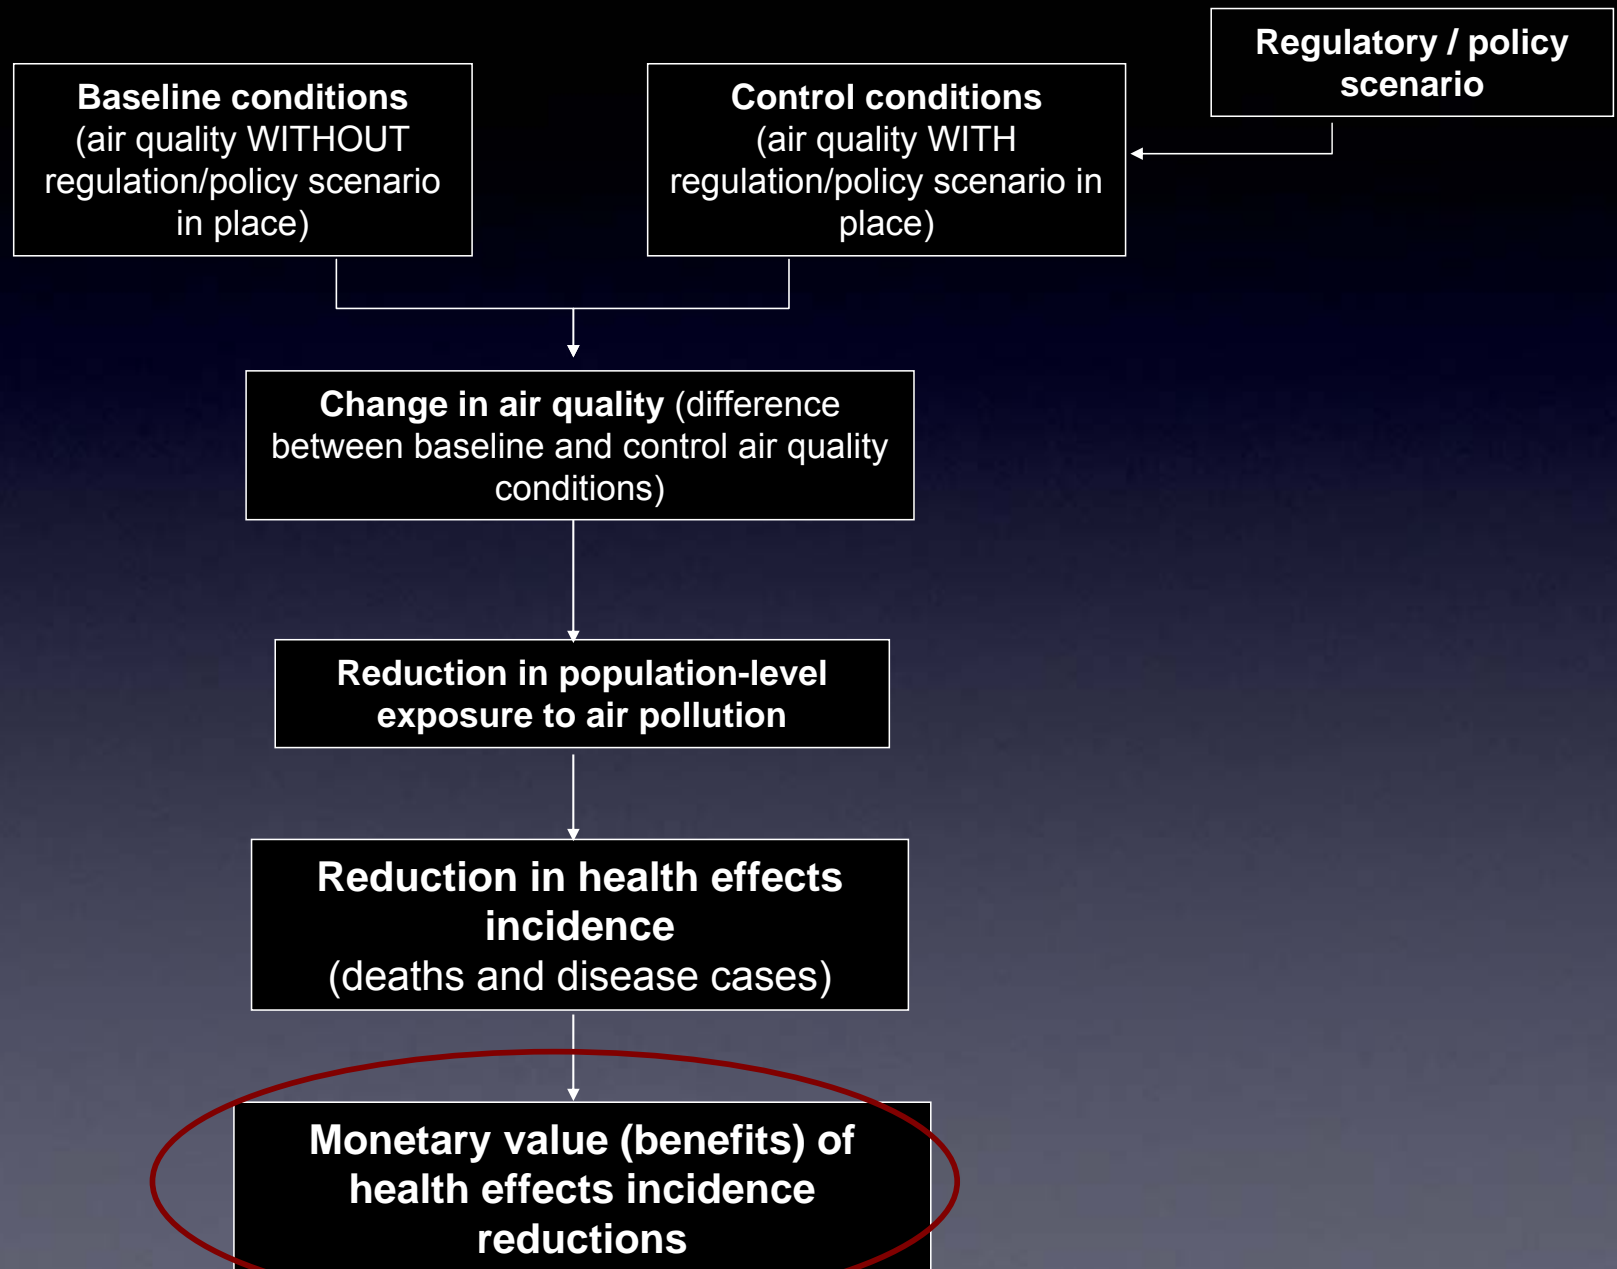 Regulatory / policy
scenario
Baseline conditions
(air quality WITHOUT
regulation/policy scenario
in place)
Control conditions
(air quality WITH
regulation/policy scenario in
place)
Change in air quality (difference
between baseline and control air quality
conditions)
Reduction in population-level
exposure to air pollution
Reduction in health effects
incidence
(deaths and disease cases)
Monetary value (benefits) of
health effects incidence
reductions